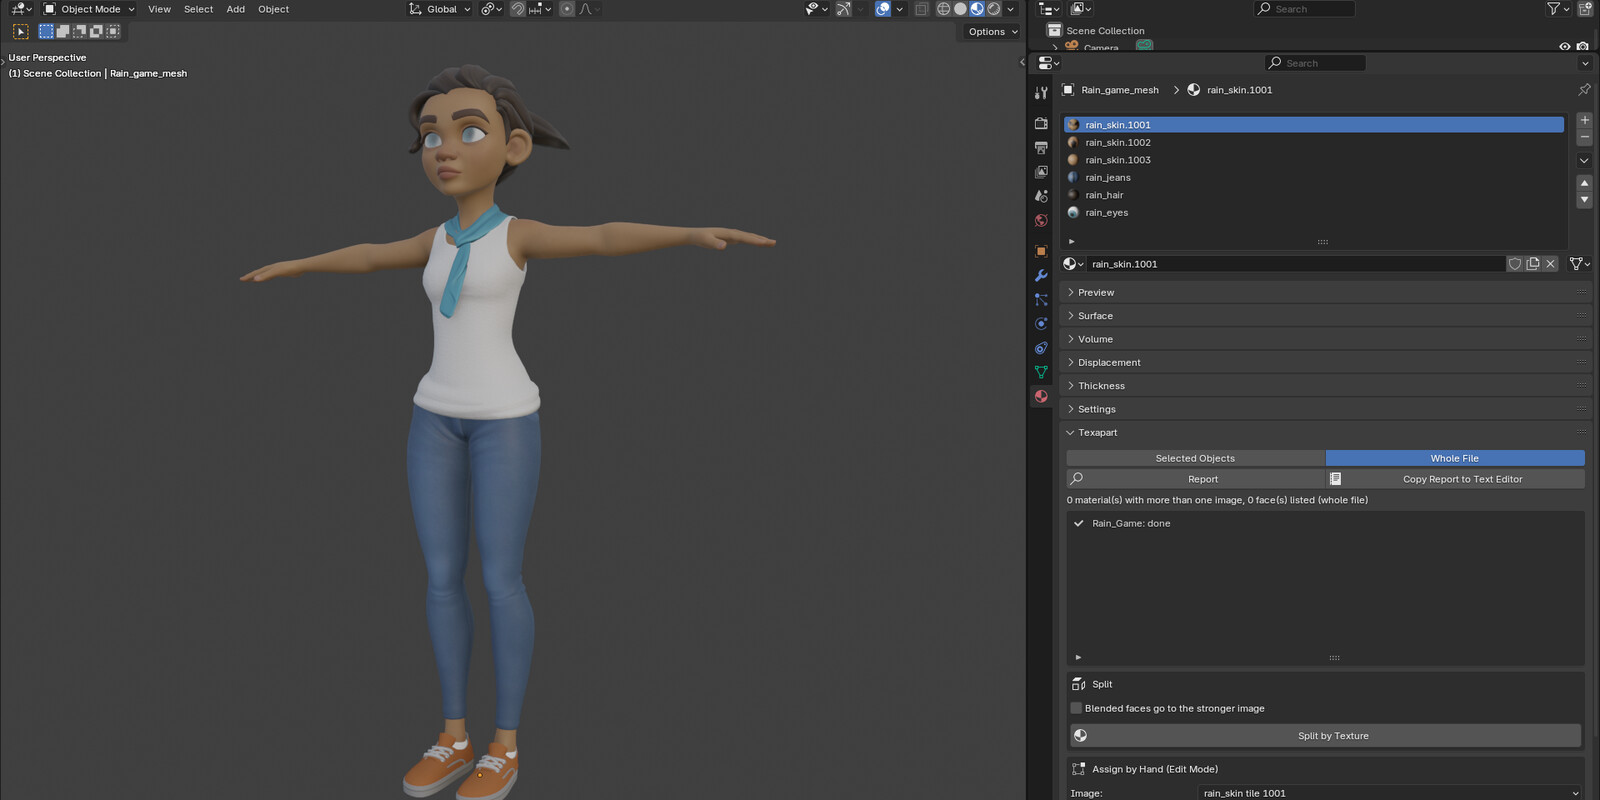 Object Mode
View
Select
Add
Object
Global
Options
User Perspective
(1) Scene Collection | Rain_game_mesh
Search
Scene Collection
Camera
Search
Rain_game_mesh
rain_skin.1001
rain_skin.1001
rain_skin.1002
rain_skin.1003
rain_jeans
rain_hair
rain_eyes
rain_skin.1001
Preview
Surface
Volume
Displacement
Thickness
Settings
Texapart
Selected Objects
Whole File
Report
Copy Report to Text Editor
0 material(s) with more than one image, 0 face(s) listed (whole file)
Rain_Game: done
Split
Blended faces go to the stronger image
Split by Texture
Assign by Hand (Edit Mode)
Image:
rain_skin tile 1001